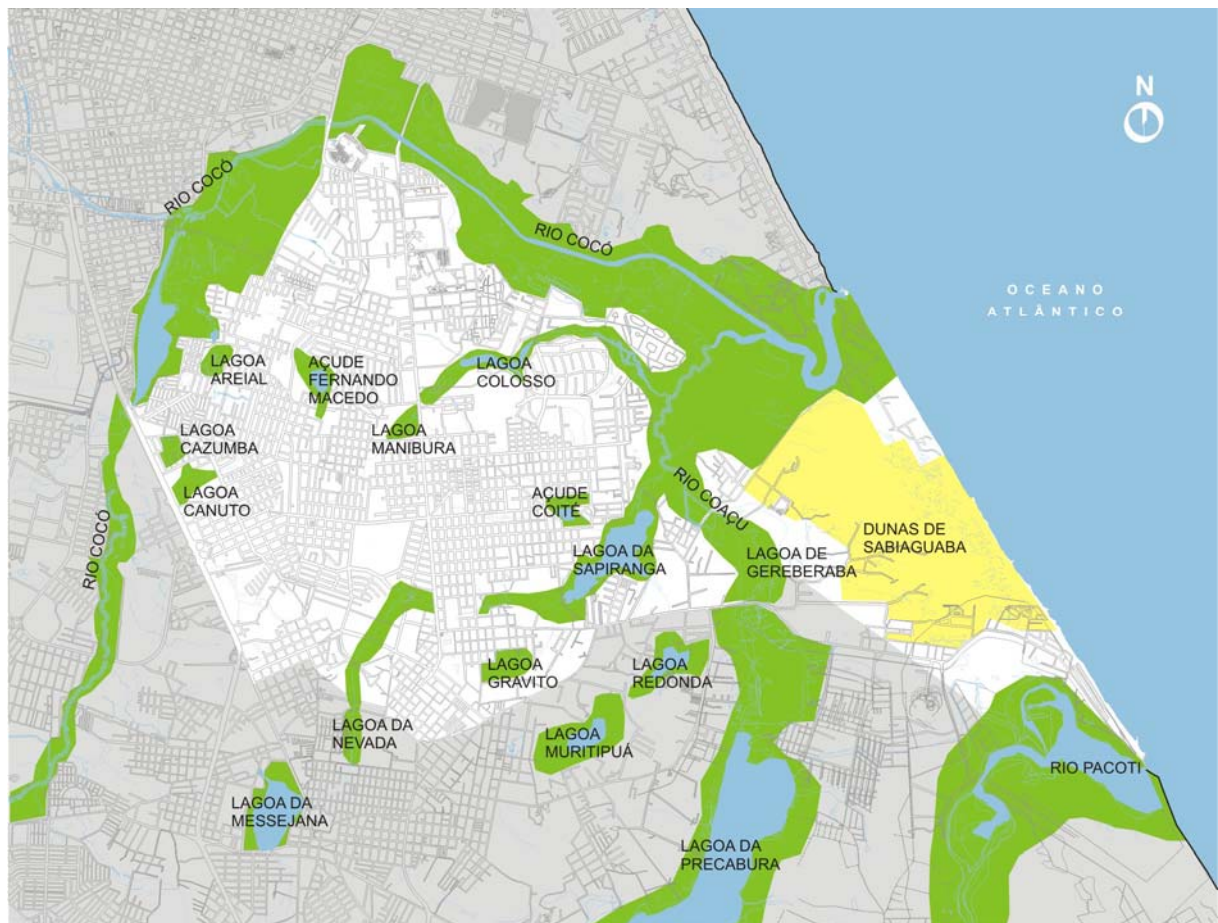 N
RIO COCÓ
RIO COCÓ
OCEANO
ATLÂNTICO
LAGOA
AREIAL
AÇUDE
FERNANDO
MACEDO
LAGOA
COLOSSO
LAGOA
CAZUMBA
LAGOA
MANIBURA
LAGOA
CANUTO
AÇUDE
COITÉ
RIO COAÇU
RIO COCÓ
DUNAS DE
SABIAGUABA
LAGOA DA
SAPIRANGA
LAGOA DE
GEREBERABA
LAGOA
GRAVITO
LAGOA
REDONDA
LAGOA DA
NEVADA
LAGOA
MURITIPUÁ
RIO PACOTI
LAGOA DA
MESSEJANA
LAGOA DA
PRECABURA